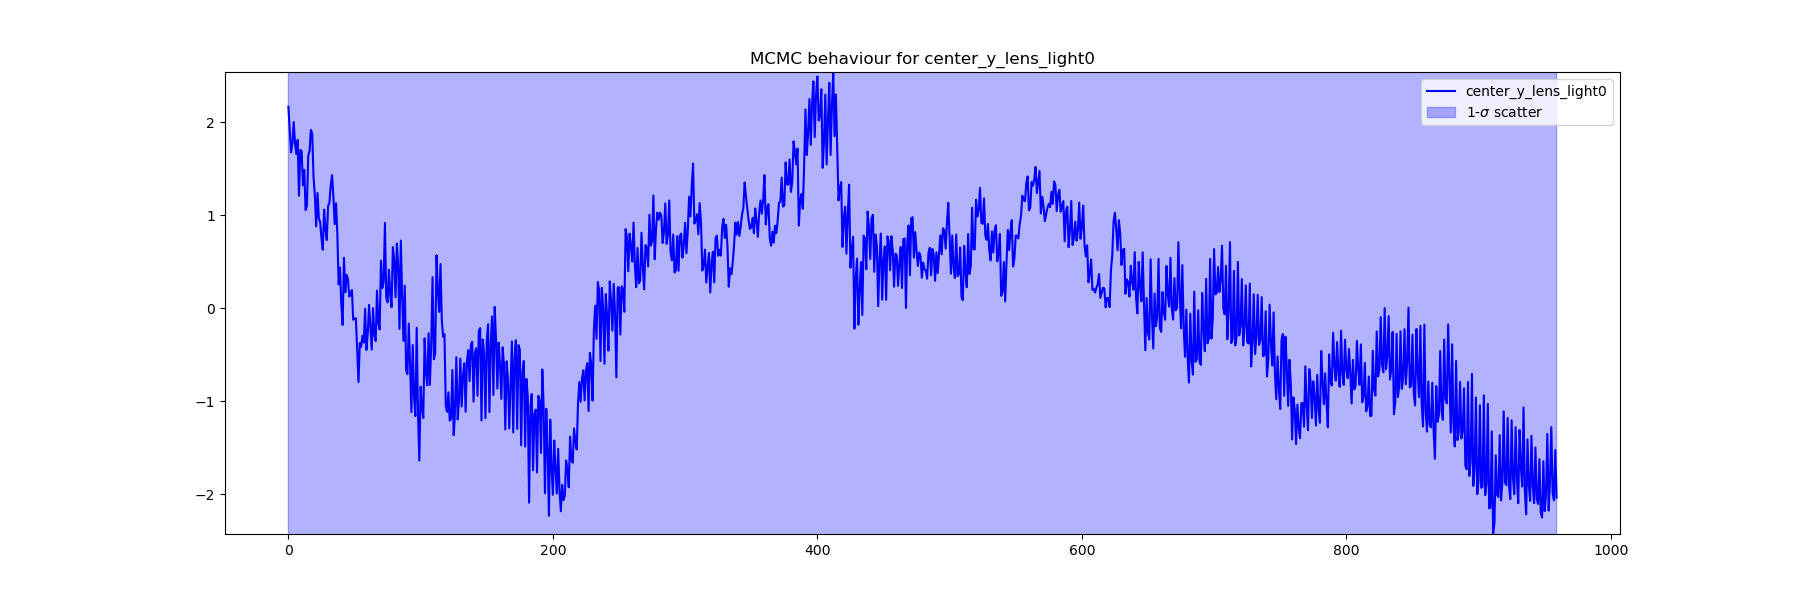 MCMC behaviour for center_y_lens_light0
center_y_lens_light0
1-σ scatter
2
1
0
−1
−2
0 200 400 600 800 1000